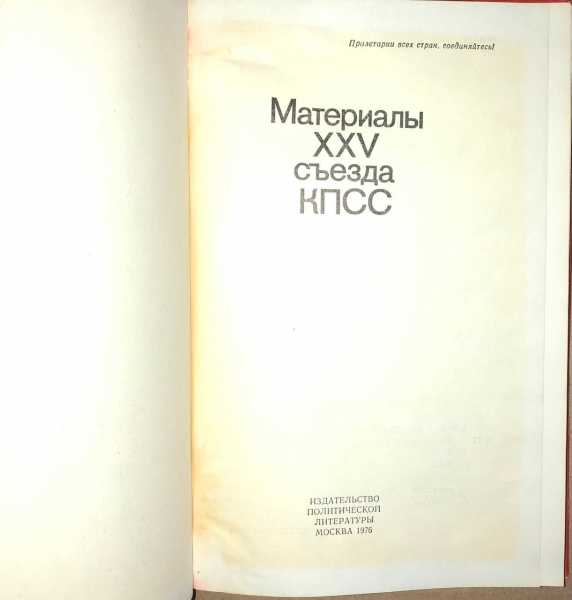 Пролетарии всех стран, соединяйтесь!
Материалы
XXV
съезда
КПСС
ИЗДАТЕЛЬСТВО
ПОЛИТИЧЕСКОЙ
ЛИТЕРАТУРЫ
МОСКВА 1976